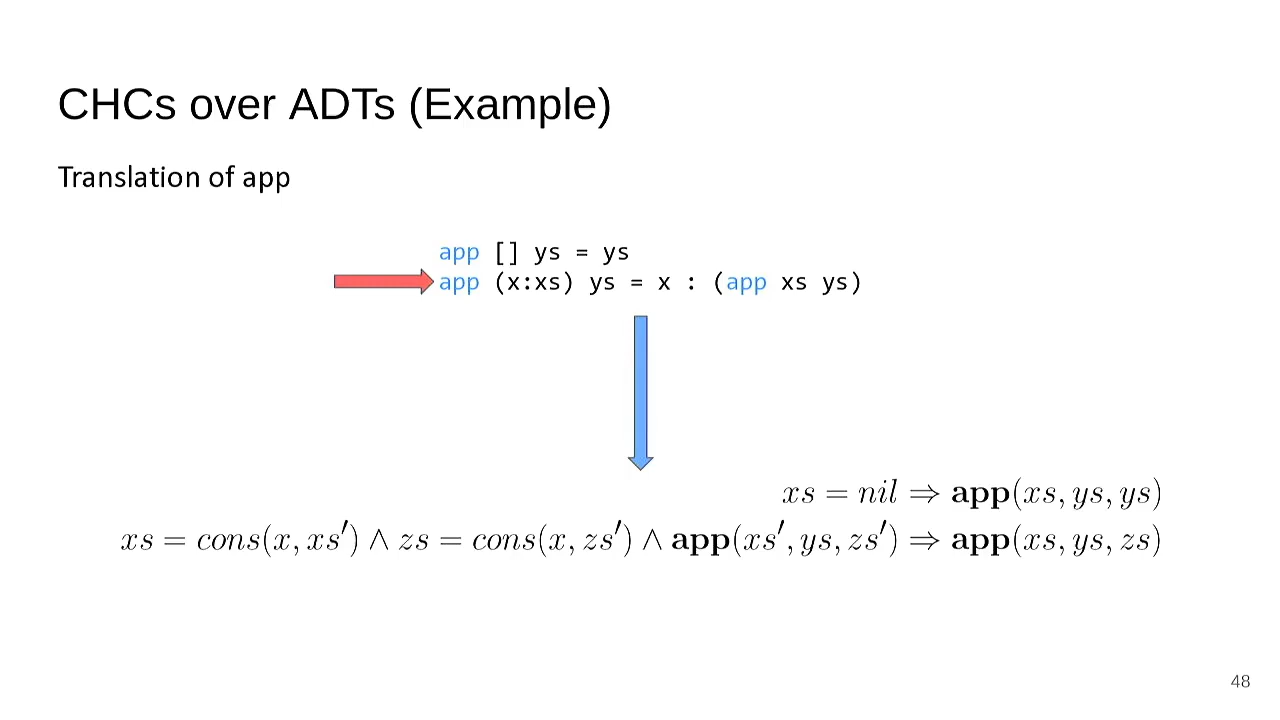 CHCs over ADTs (Example)
Translation of app
app [] ys = ys
app (x:xs) ys = x : (app xs ys)
xs = nil ⇒ app(xs, ys, ys)
xs = cons(x, xs′) ∧ zs = cons(x, zs′) ∧ app(xs′, ys, zs′) ⇒ app(xs, ys, zs)
48